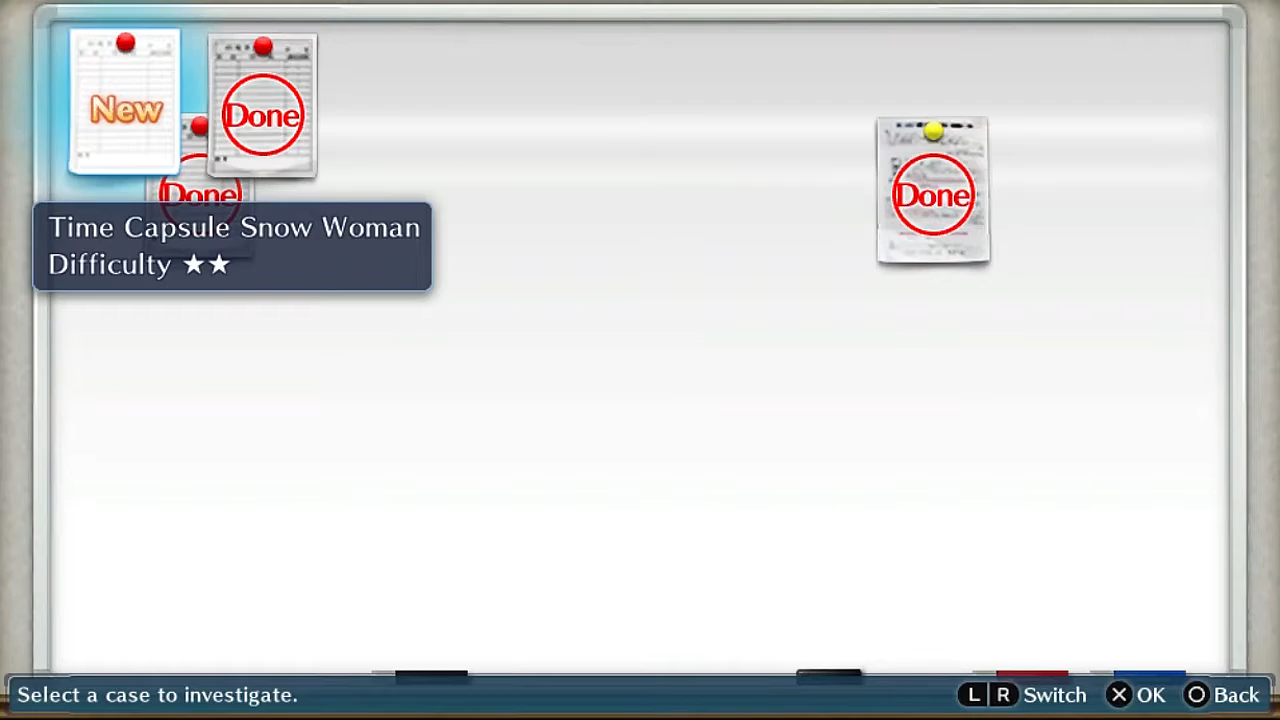 New
Done
Done
Done
Time Capsule Snow Woman
Difficulty ★★
Select a case to investigate.
L R Switch
OK
Back